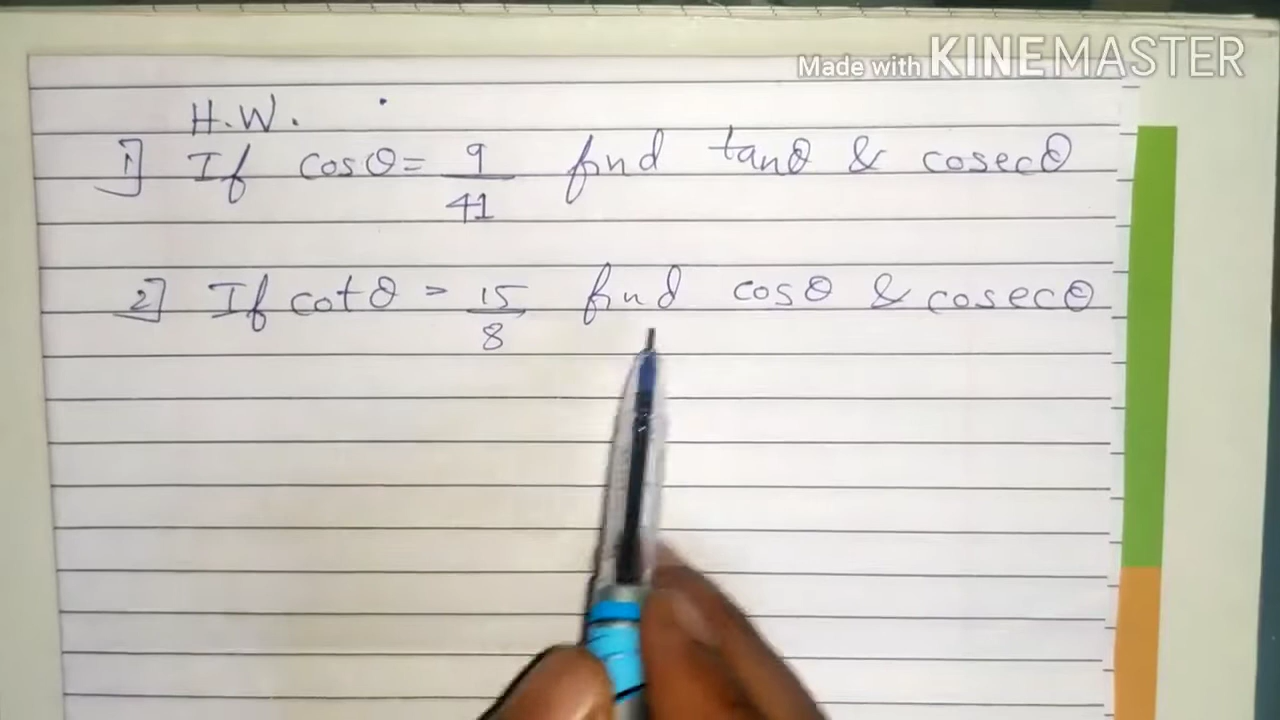 Made with KINEMASTER
H.W.
1] If cosθ = 9/41 find tanθ & cosecθ
2] If cotθ = 15/8 find cosθ & cosecθ